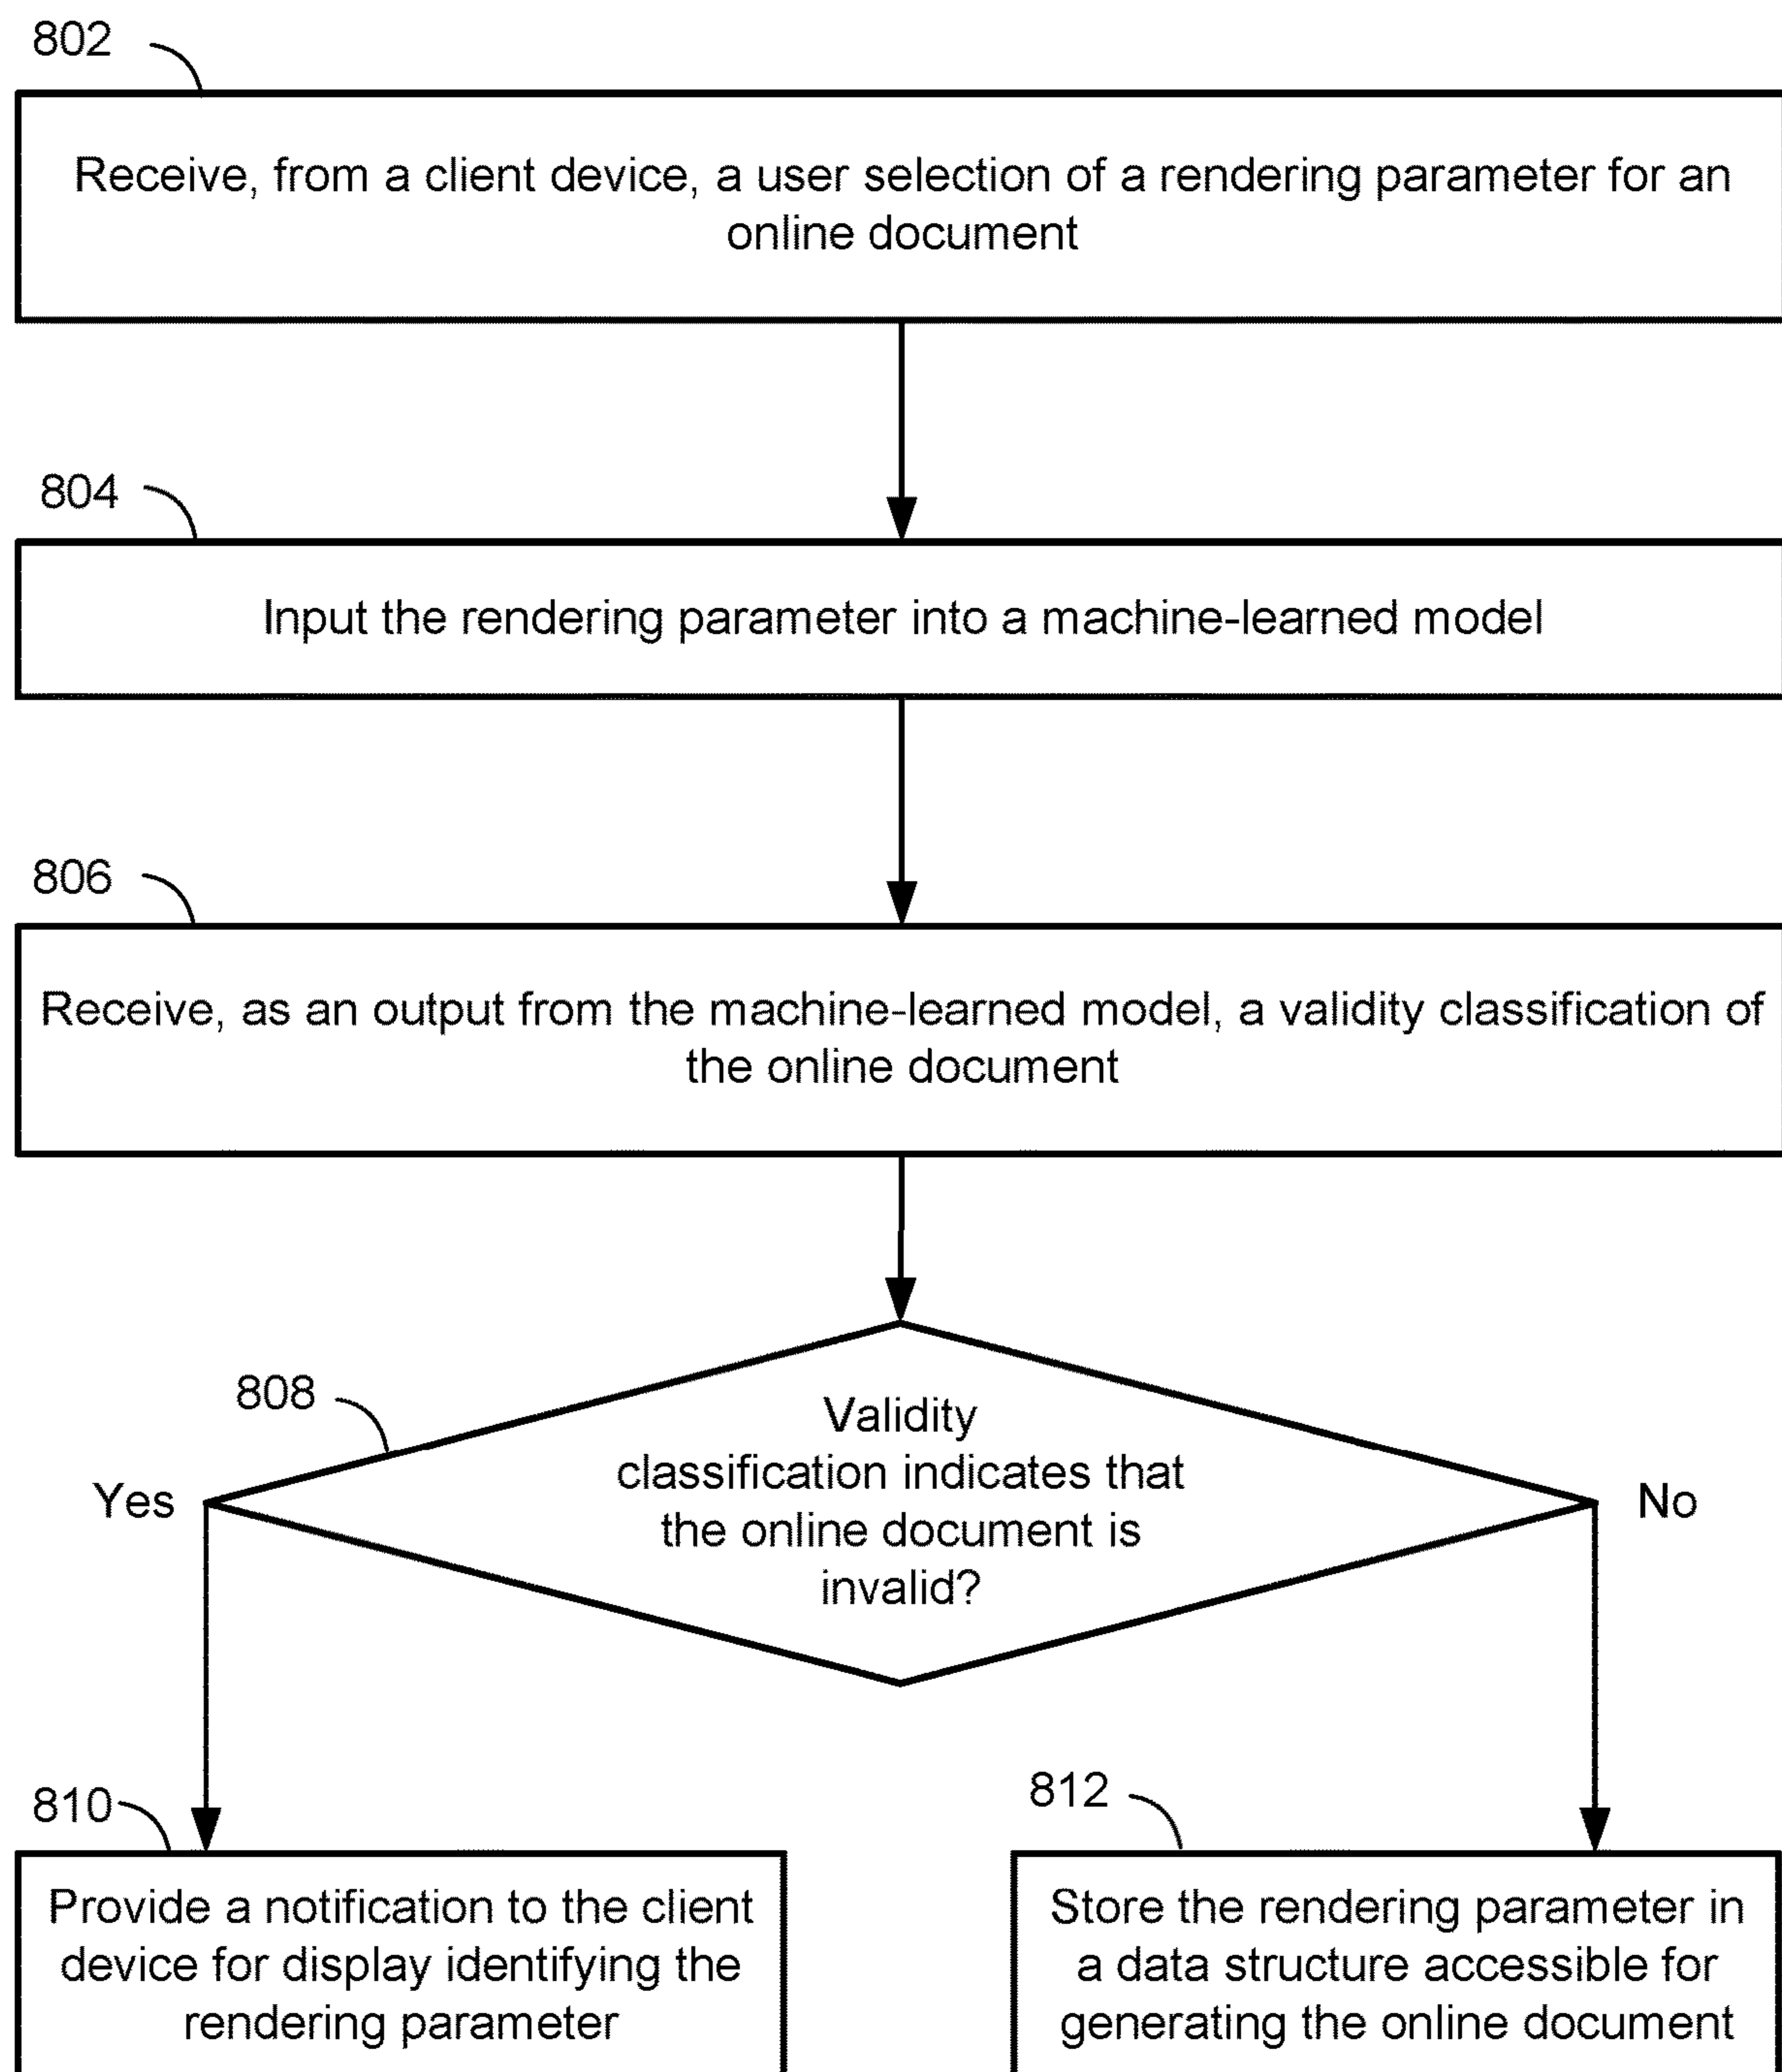 802
Receive, from a client device, a user selection of a rendering parameter for an
online document
804
Input the rendering parameter into a machine-learned model
806
Receive, as an output from the machine-learned model, a validity classification of
the online document
808
Validity
classification indicates that
the online document is
invalid?
Yes
No
810
Provide a notification to the client
device for display identifying the
rendering parameter
812
Store the rendering parameter in
a data structure accessible for
generating the online document